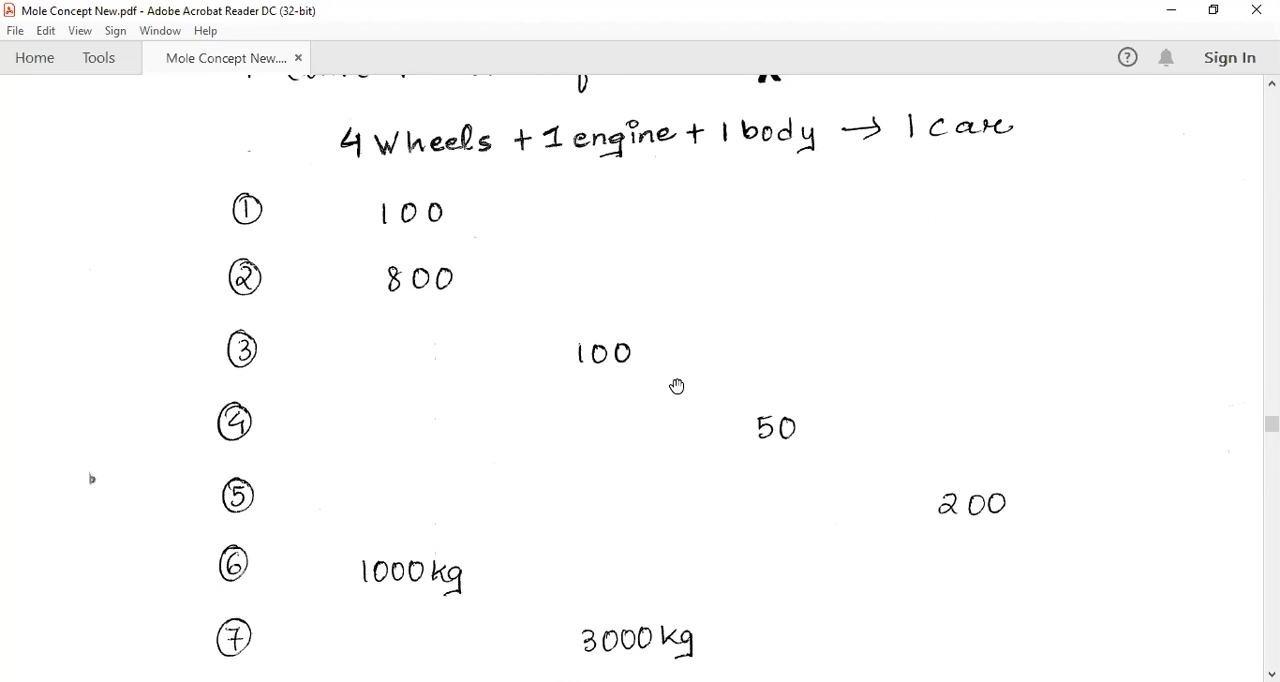 Mole Concept New.pdf - Adobe Acrobat Reader DC (32-bit)
File Edit View Sign Window Help
Home Tools Mole Concept New.... × Sign In
4 Wheels + 1 engine + 1 body → 1 car
① 100
② 800
③ 100
④ 50
⑤ 200
⑥ 1000 kg
⑦ 3000 kg